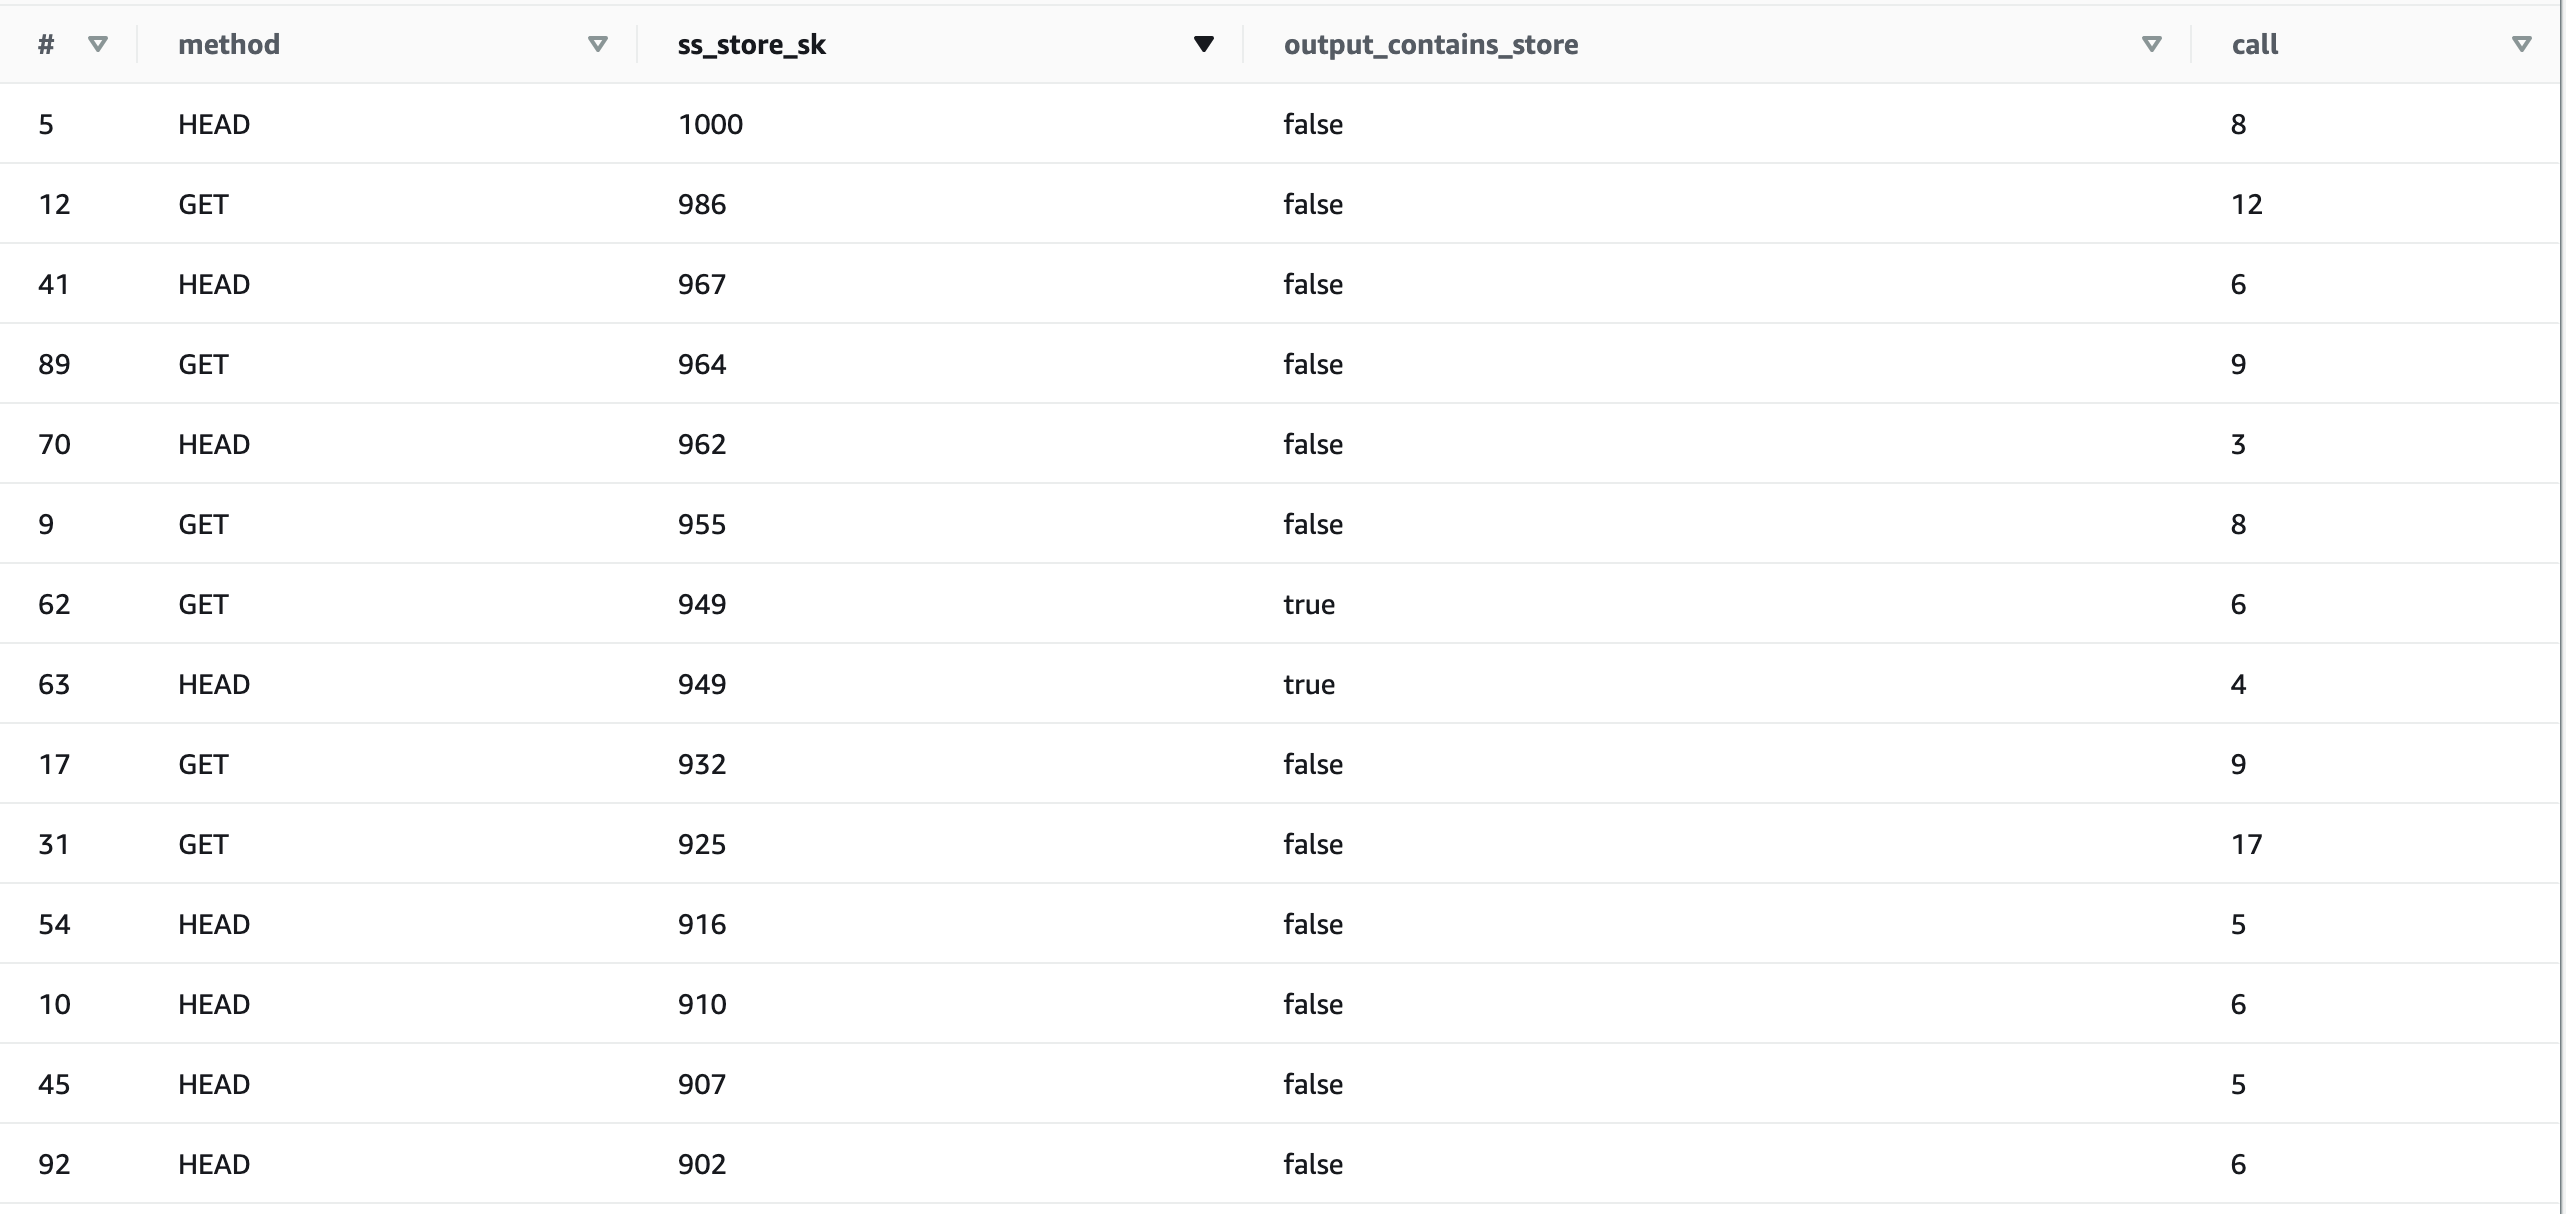 # method ss_store_sk output_contains_store call
5 HEAD 1000 false 8
12 GET 986 false 12
41 HEAD 967 false 6
89 GET 964 false 9
70 HEAD 962 false 3
9 GET 955 false 8
62 GET 949 true 6
63 HEAD 949 true 4
17 GET 932 false 9
31 GET 925 false 17
54 HEAD 916 false 5
10 HEAD 910 false 6
45 HEAD 907 false 5
92 HEAD 902 false 6